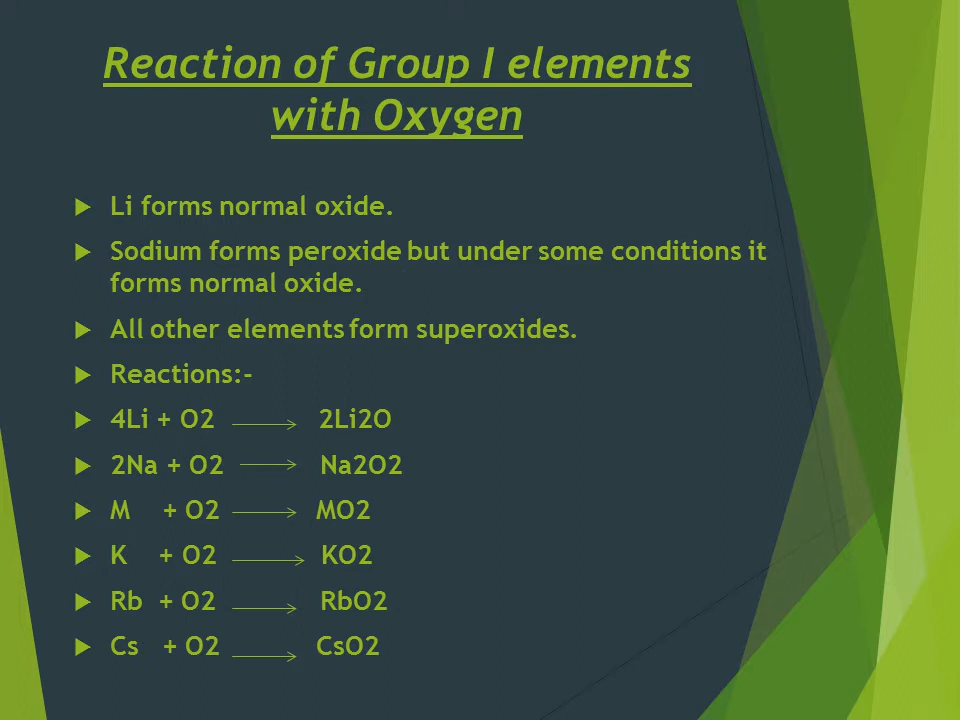 Reaction of Group I elements
with Oxygen
Li forms normal oxide.
Sodium forms peroxide but under some conditions it
forms normal oxide.
All other elements form superoxides.
Reactions:-
4Li + O2 ⟶ 2Li2O
2Na + O2 ⟶ Na2O2
M + O2 ⟶ MO2
K + O2 ⟶ KO2
Rb + O2 ⟶ RbO2
Cs + O2 ⟶ CsO2